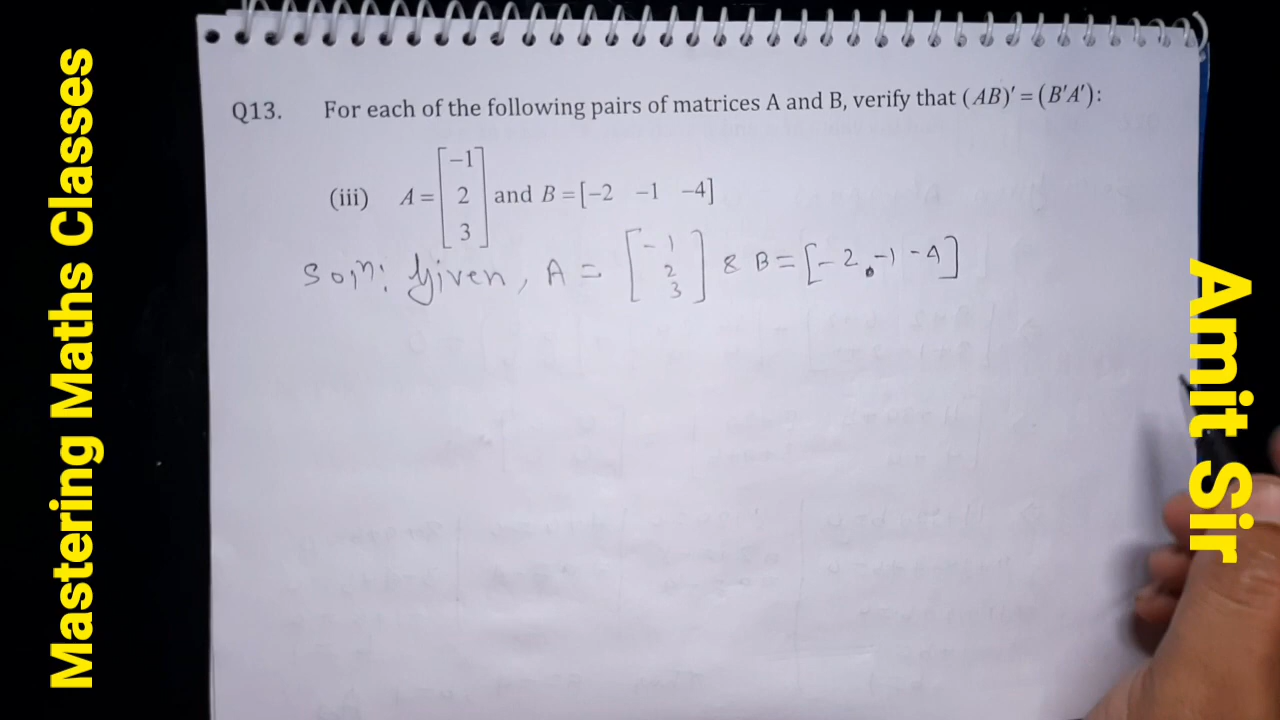 Mastering Maths Classes
Q13. For each of the following pairs of matrices A and B, verify that (AB)′ = (B′A′):
(iii) A = [−1 2 3] and B = [−2 −1 −4]
Soln: Given, A = [-1 2 3] & B = [-2 -1 -4]
Amit Sir